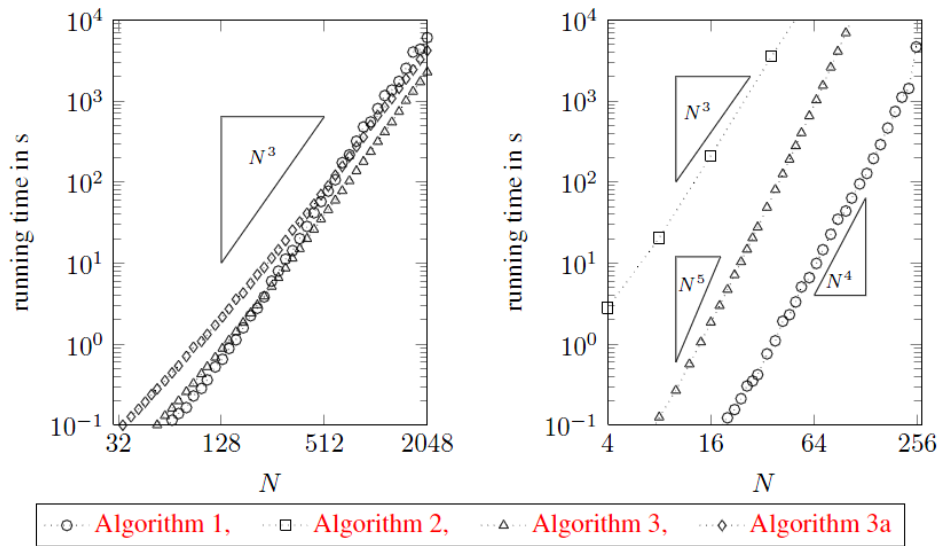 10^4
10^3
10^2
10^1
10^0
10^-1
running time in s
N^3
32 128 512 2048
N
10^4
10^3
10^2
10^1
10^0
10^-1
running time in s
N^3
N^5
N^4
4 16 64 256
N
Algorithm 1, Algorithm 2, Algorithm 3, Algorithm 3a